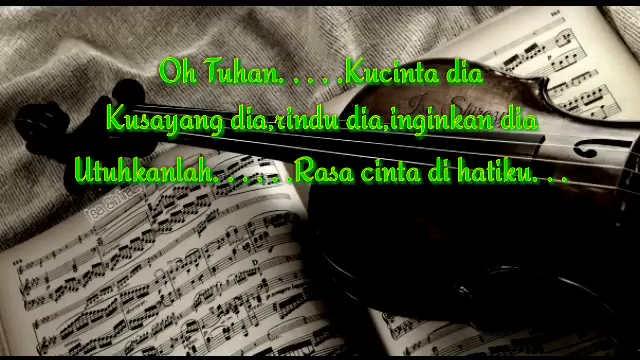 Oh Tuhan. . . . .Kucinta dia
Kusayang dia,rindu dia,inginkan dia
Utuhkanlah. . . . . .Rasa cinta di hatiku. . .